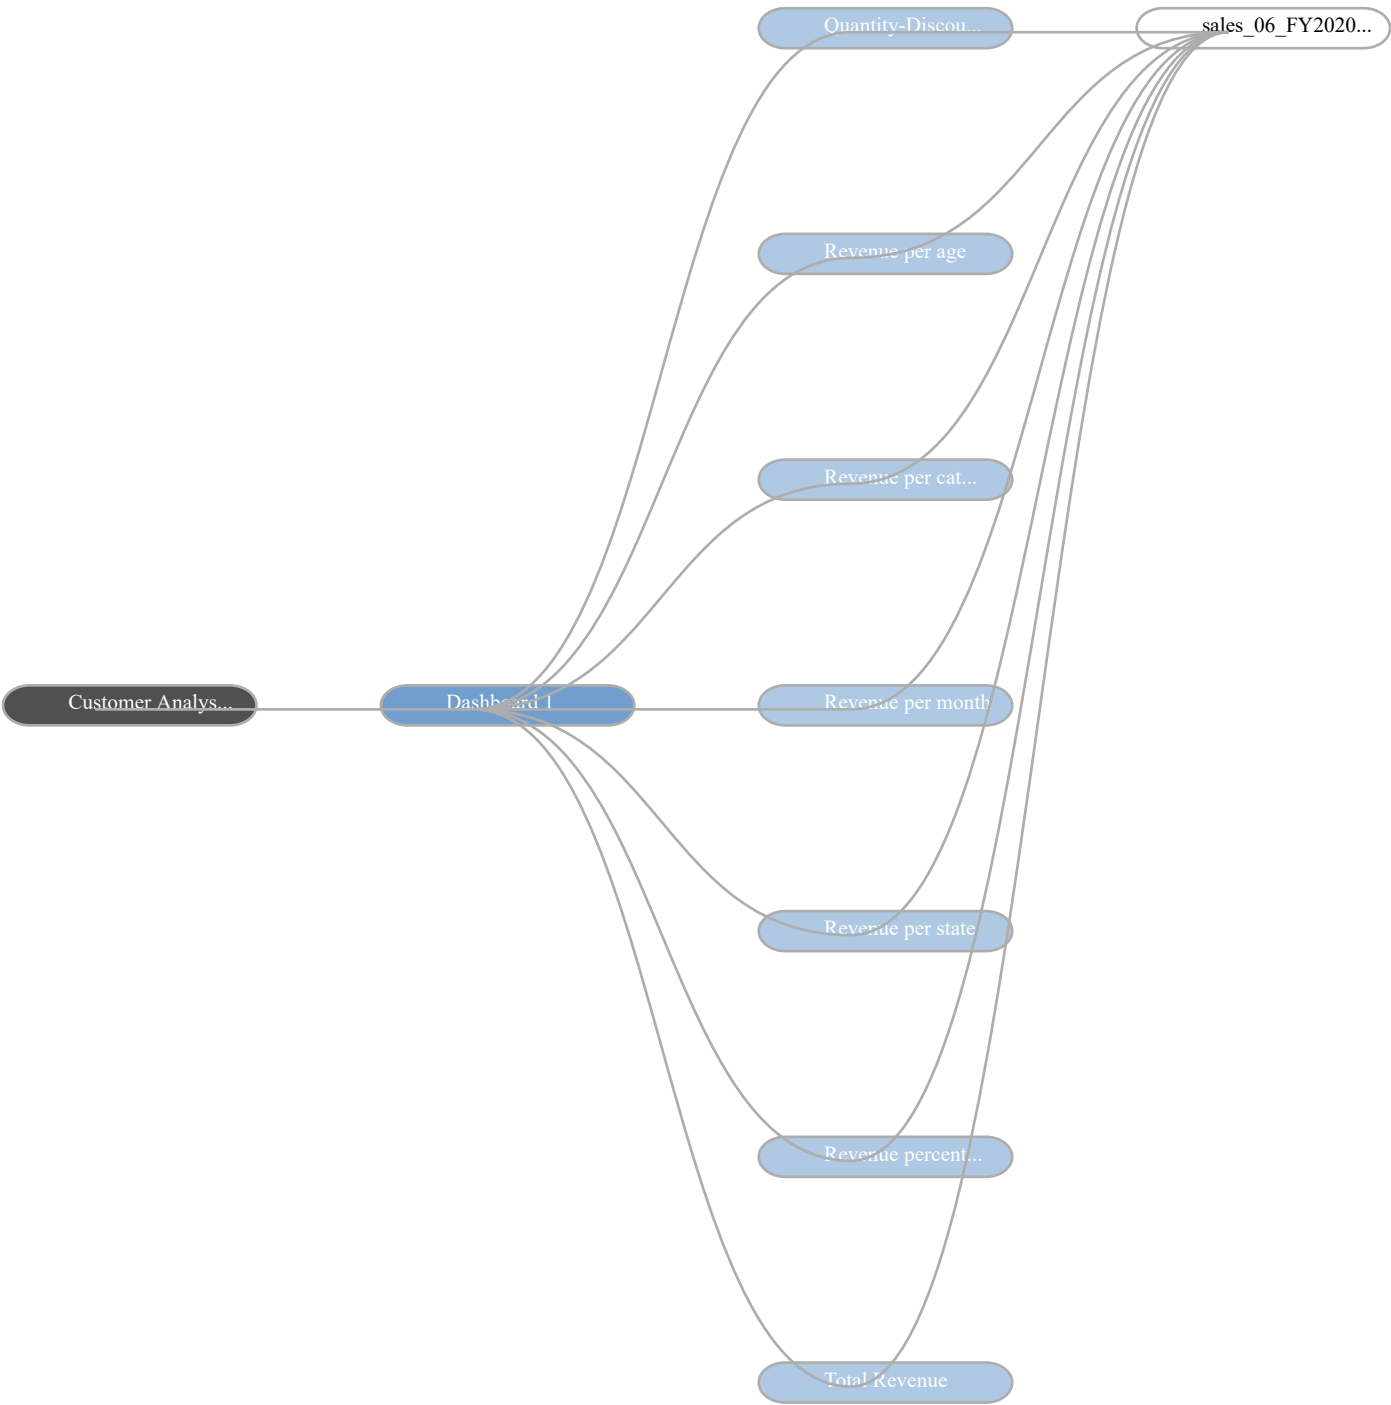 Quantity-Discou...
sales_06_FY2020...
Revenue per age
Revenue per cat...
Customer Analys...
Dashboard 1
Revenue per month
Revenue per state
Revenue percent...
Total Revenue